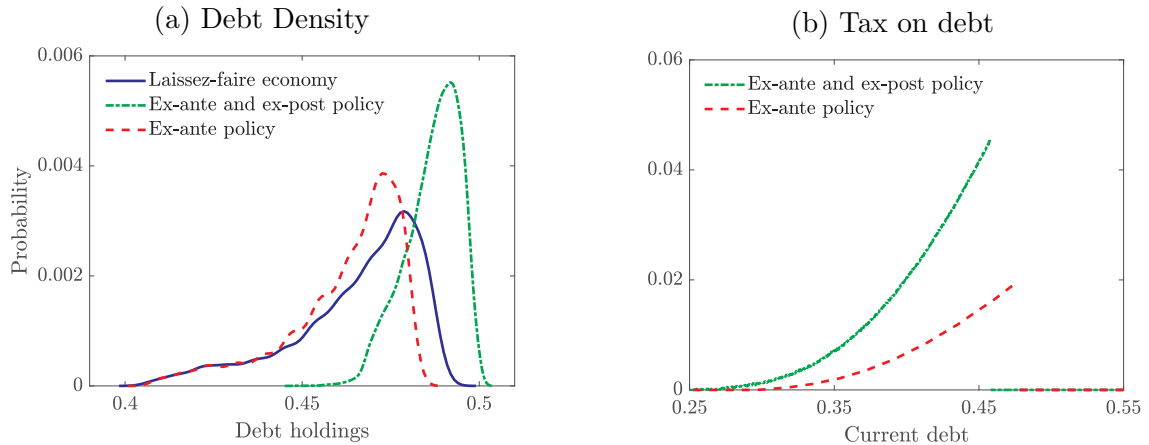 (a) Debt Density
0.006
Laissez-faire economy
Ex-ante and ex-post policy
Ex-ante policy
0.004
Probability
0.002
0
0.4
0.45
0.5
Debt holdings
(b) Tax on debt
0.06
Ex-ante and ex-post policy
Ex-ante policy
0.04
0.02
0
0.25
0.35
0.45
0.55
Current debt